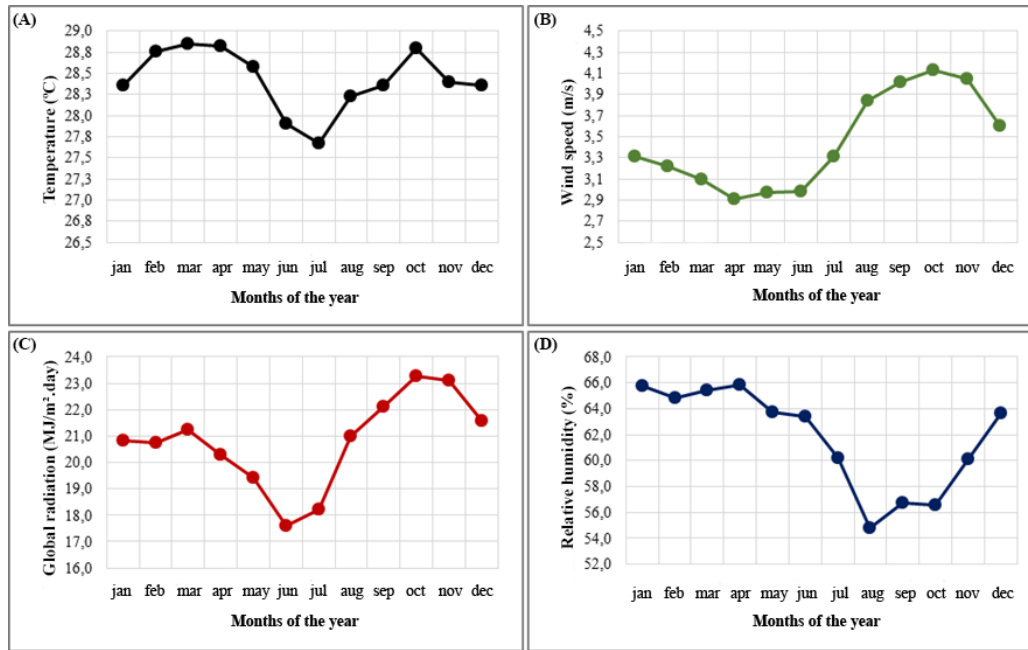 (A)
Temperature (ºC)
29,0
28,8
28,5
28,3
28,0
27,8
27,5
27,3
27,0
26,8
26,5
jan feb mar apr may jun jul aug sep oct nov dec
Months of the year
(B)
Wind speed (m/s)
4,5
4,3
4,1
3,9
3,7
3,5
3,3
3,1
2,9
2,7
2,5
jan feb mar apr may jun jul aug sep oct nov dec
Months of the year
(C)
Global radiation (MJ/m².day)
24,0
23,0
22,0
21,0
20,0
19,0
18,0
17,0
16,0
jan feb mar apr may jun jul aug sep oct nov dec
Months of the year
(D)
Relative humidity (%)
68,0
66,0
64,0
62,0
60,0
58,0
56,0
54,0
52,0
jan feb mar apr may jun jul aug sep oct nov dec
Months of the year